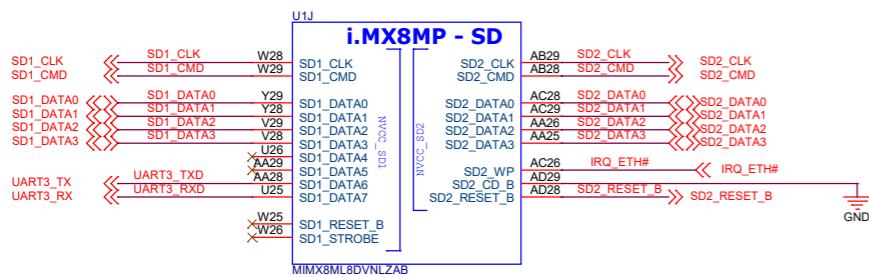 U1J
i.MX8MP - SD
SD1_CLK SD1_CLK W28 SD1_CLK SD2_CLK AB29 SD2_CLK SD2_CLK
SD1_CMD SD1_CMD W29 SD1_CMD SD2_CMD AB28 SD2_CMD SD2_CMD
SD1_DATA0 SD1_DATA0 Y29 SD1_DATA0 SD2_DATA0 AC28 SD2_DATA0 SD2_DATA0
SD1_DATA1 SD1_DATA1 Y28 SD1_DATA1 SD2_DATA1 AC29 SD2_DATA1 SD2_DATA1
SD1_DATA2 SD1_DATA2 V29 SD1_DATA2 SD2_DATA2 AA26 SD2_DATA2 SD2_DATA2
SD1_DATA3 SD1_DATA3 V28 SD1_DATA3 SD2_DATA3 AA25 SD2_DATA3 SD2_DATA3
NVCC_SD1
NVCC_SD2
U26 SD1_DATA4
AA29 SD1_DATA5 SD2_WP AC26 IRQ_ETH# IRQ_ETH#
UART3_TX UART3_TXD AA28 SD1_DATA6 SD2_CD_B AD29
UART3_RX UART3_RXD U25 SD1_DATA7 SD2_RESET_B AD28 SD2_RESET_B SD2_RESET_B
GND
W25 SD1_RESET_B
W26 SD1_STROBE
MIMX8ML8DVNLZAB